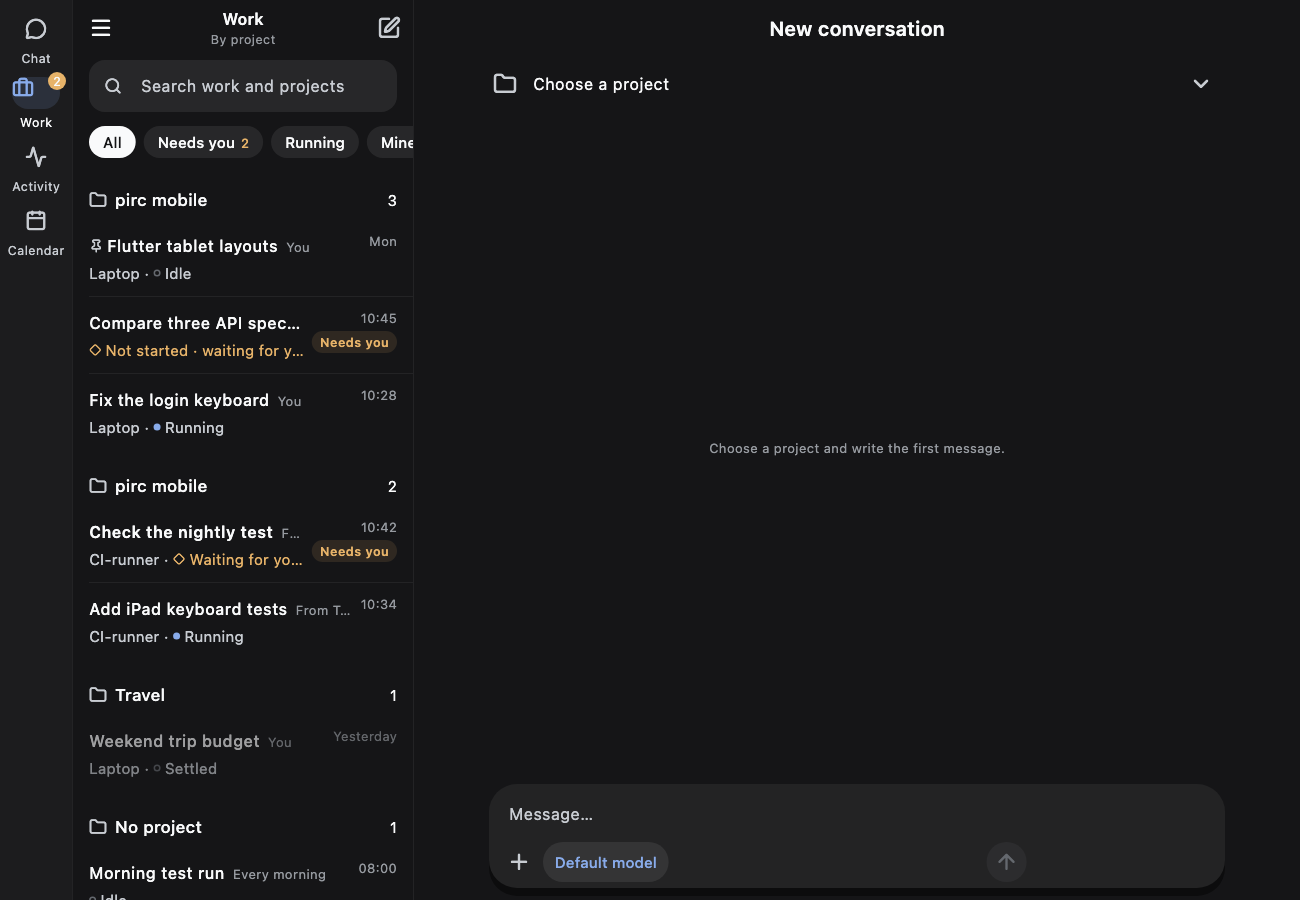 Chat
2
Work
Activity
Calendar
Work
By project
Search work and projects
All
Needs you 2
Running
Mine
pirc mobile 3
Flutter tablet layouts You Mon
Laptop · Idle
Compare three API spec... 10:45
Not started · waiting for y... Needs you
Fix the login keyboard You 10:28
Laptop · Running
pirc mobile 2
Check the nightly test F... 10:42
CI-runner · Waiting for yo... Needs you
Add iPad keyboard tests From T... 10:34
CI-runner · Running
Travel 1
Weekend trip budget You Yesterday
Laptop · Settled
No project 1
Morning test run Every morning 08:00
Idle
New conversation
Choose a project
Choose a project and write the first message.
Message...
Default model